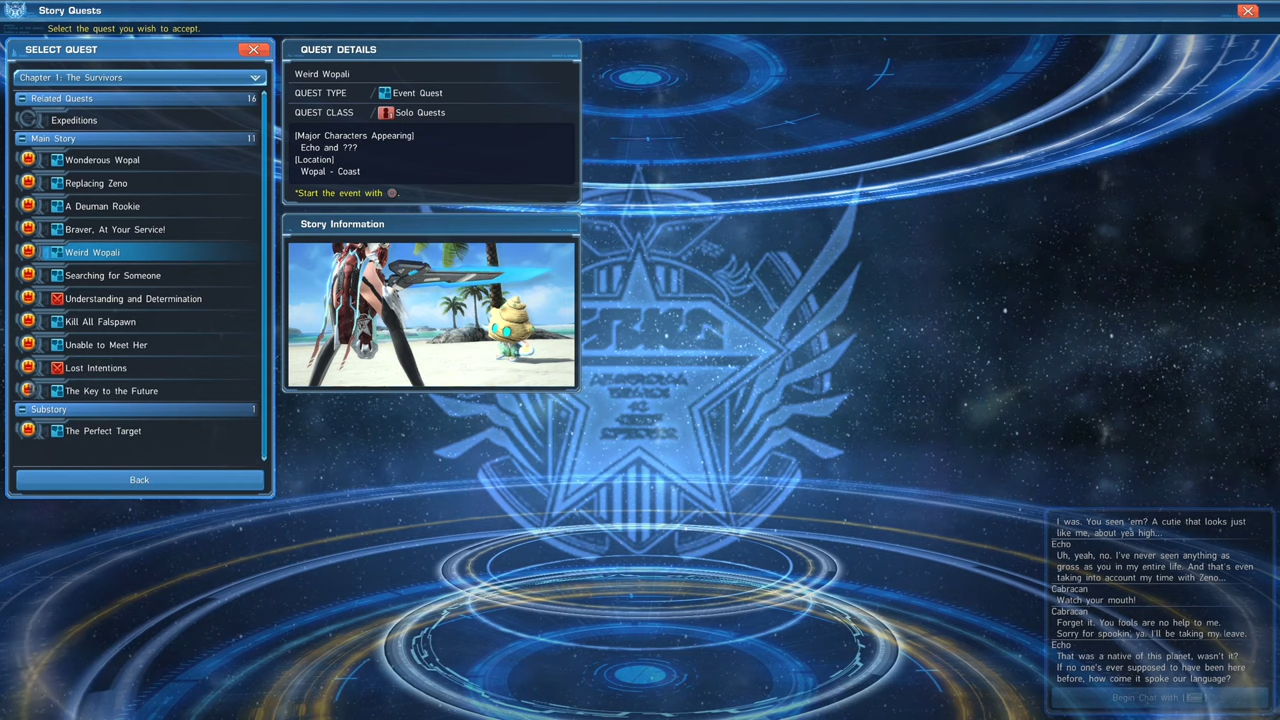 Story Quests
Select the quest you wish to accept.
SELECT QUEST
Chapter 1: The Survivors
Related Quests 16
Expeditions
Main Story 11
Wonderous Wopal
Replacing Zeno
A Deuman Rookie
Braver, At Your Service!
Weird Wopali
Searching for Someone
Understanding and Determination
Kill All Falspawn
Unable to Meet Her
Lost Intentions
The Key to the Future
Substory 1
The Perfect Target
Back
QUEST DETAILS
Weird Wopali
QUEST TYPE / Event Quest
QUEST CLASS / Solo Quests
[Major Characters Appearing]
Echo and ???
[Location]
Wopal - Coast
*Start the event with .
Story Information
I was. You seen 'em? A cutie that looks just
like me, about yea high...
Echo
Uh, yeah, no. I've never seen anything as
gross as you in my entire life. And that's even
taking into account my time with Zeno...
Cabracan
Watch your mouth!
Cabracan
Forget it. You fools are no help to me.
Sorry for spookin' ya. I'll be taking my leave.
Echo
That was a native of this planet, wasn't it?
If no one's ever supposed to have been here
before, how come it spoke our language?
Begin Chat with [Enter]